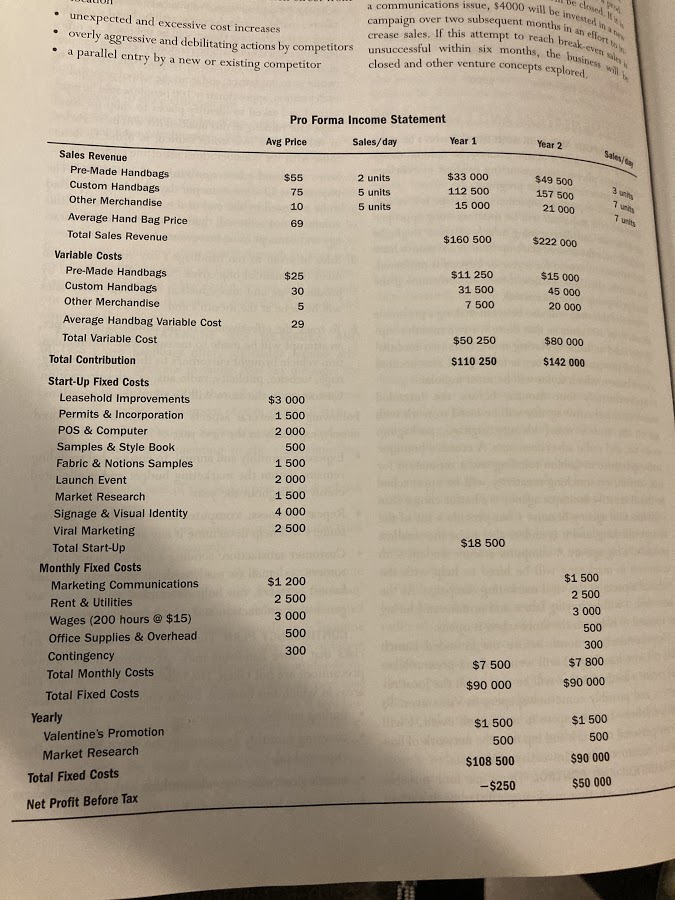 • unexpected and excessive cost increases
• overly aggressive and debilitating actions by competitors
• a parallel entry by a new or existing competitor
a communications issue, $4000 will be invested in a
campaign over two subsequent months in an effort to
crease sales. If this attempt to reach break-even sales is
unsuccessful within six months, the business will be
closed and other venture concepts explored.
Pro Forma Income Statement
Avg Price Sales/day Year 1 Year 2 Sales/day
Sales Revenue
Pre-Made Handbags $55 2 units $33 000 $49 500 3 units
Custom Handbags 75 5 units 112 500 157 500 7 units
Other Merchandise 10 5 units 15 000 21 000 7 units
Average Hand Bag Price 69
Total Sales Revenue $160 500 $222 000
Variable Costs
Pre-Made Handbags $25 $11 250 $15 000
Custom Handbags 30 31 500 45 000
Other Merchandise 5 7 500 20 000
Average Handbag Variable Cost 29
Total Variable Cost $50 250 $80 000
Total Contribution $110 250 $142 000
Start-Up Fixed Costs
Leasehold Improvements $3 000
Permits & Incorporation 1 500
POS & Computer 2 000
Samples & Style Book 500
Fabric & Notions Samples 1 500
Launch Event 2 000
Market Research 1 500
Signage & Visual Identity 4 000
Viral Marketing 2 500
Total Start-Up $18 500
Monthly Fixed Costs
Marketing Communications $1 200 $1 500
Rent & Utilities 2 500 2 500
Wages (200 hours @ $15) 3 000 3 000
Office Supplies & Overhead 500 500
Contingency 300 300
Total Monthly Costs $7 500 $7 800
Total Fixed Costs $90 000 $90 000
Yearly
Valentine's Promotion $1 500 $1 500
Market Research 500 500
Total Fixed Costs $108 500 $90 000
Net Profit Before Tax –$250 $50 000